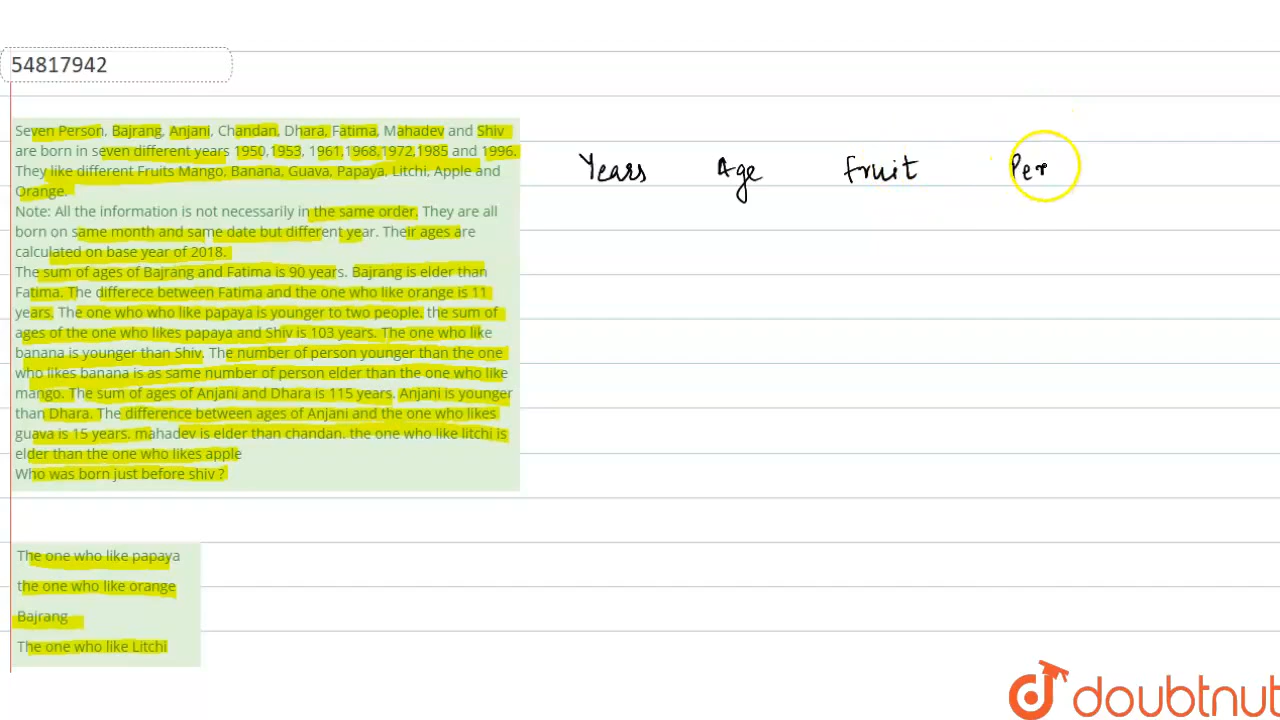 54817942
Seven Person, Bajrang, Anjani, Chandan, Dhara, Fatima, Mahadev and Shiv
are born in seven different years 1950,1953, 1961,1968,1972,1985 and 1996.
They like different Fruits Mango, Banana, Guava, Papaya, Litchi, Apple and
Orange.
Note: All the information is not necessarily in the same order. They are all
born on same month and same date but different year. Their ages are
calculated on base year of 2018.
The sum of ages of Bajrang and Fatima is 90 years. Bajrang is elder than
Fatima. The differece between Fatima and the one who like orange is 11
years. The one who who like papaya is younger to two people. the sum of
ages of the one who likes papaya and Shiv is 103 years. The one who like
banana is younger than Shiv. The number of person younger than the one
who likes banana is as same number of person elder than the one who like
mango. The sum of ages of Anjani and Dhara is 115 years. Anjani is younger
than Dhara. The difference between ages of Anjani and the one who likes
guava is 15 years. mahadev is elder than chandan. the one who like litchi is
elder than the one who likes apple
Who was born just before shiv ?
The one who like papaya
the one who like orange
Bajrang
The one who like Litchi
Years Age Fruit Per
doubtnut